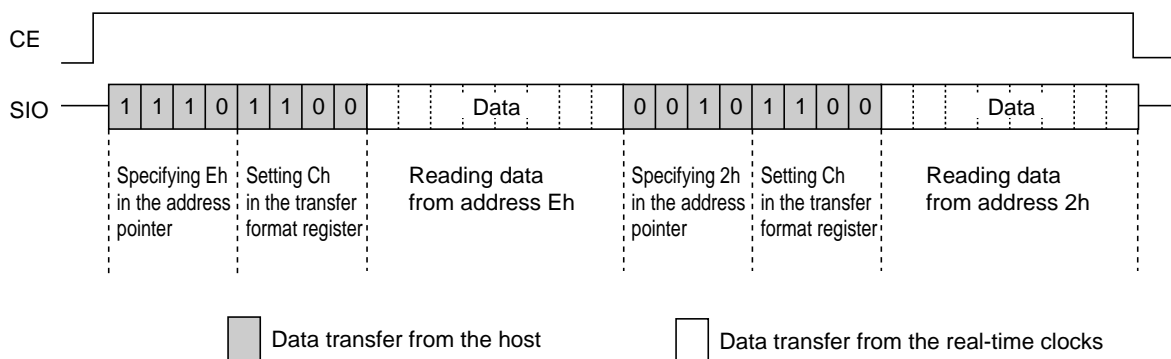 CE
SIO 1 1 1 0 1 1 0 0 Data 0 0 1 0 1 1 0 0 Data
Specifying Eh in the address pointer
Setting Ch in the transfer format register
Reading data from address Eh
Specifying 2h in the address pointer
Setting Ch in the transfer format register
Reading data from address 2h
Data transfer from the host
Data transfer from the real-time clocks